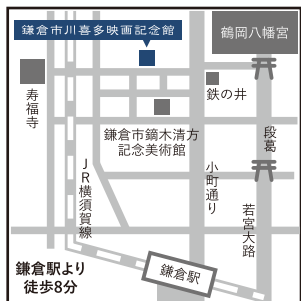 鎌倉市川喜多映画記念館
鶴岡八幡宮
寿福寺
鉄の井
鎌倉市鏑木清方
記念美術館
段葛
JR横須賀線
小町通り
若宮大路
鎌倉駅より
徒歩8分
鎌倉駅